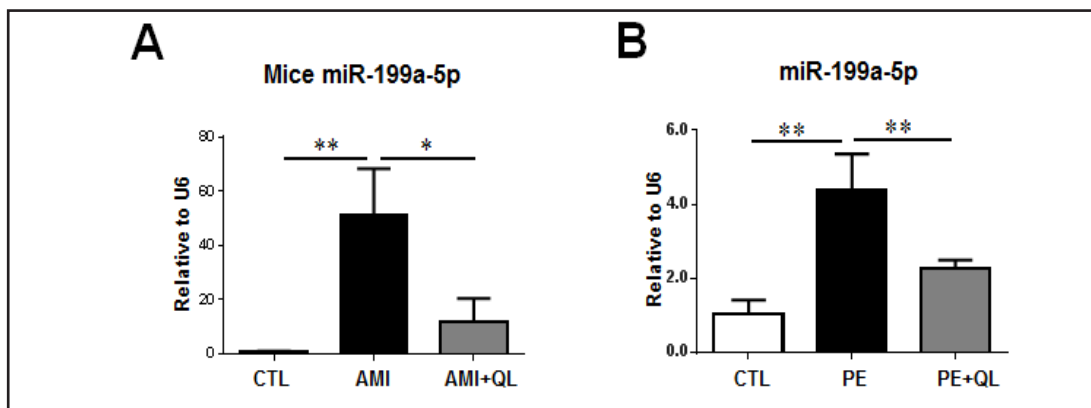 A
Mice miR-199a-5p
Relative to U6
80
60
40
20
0
**
*
CTL AMI AMI+QL
B
miR-199a-5p
Relative to U6
6.0
4.0
2.0
0.0
**
**
CTL PE PE+QL